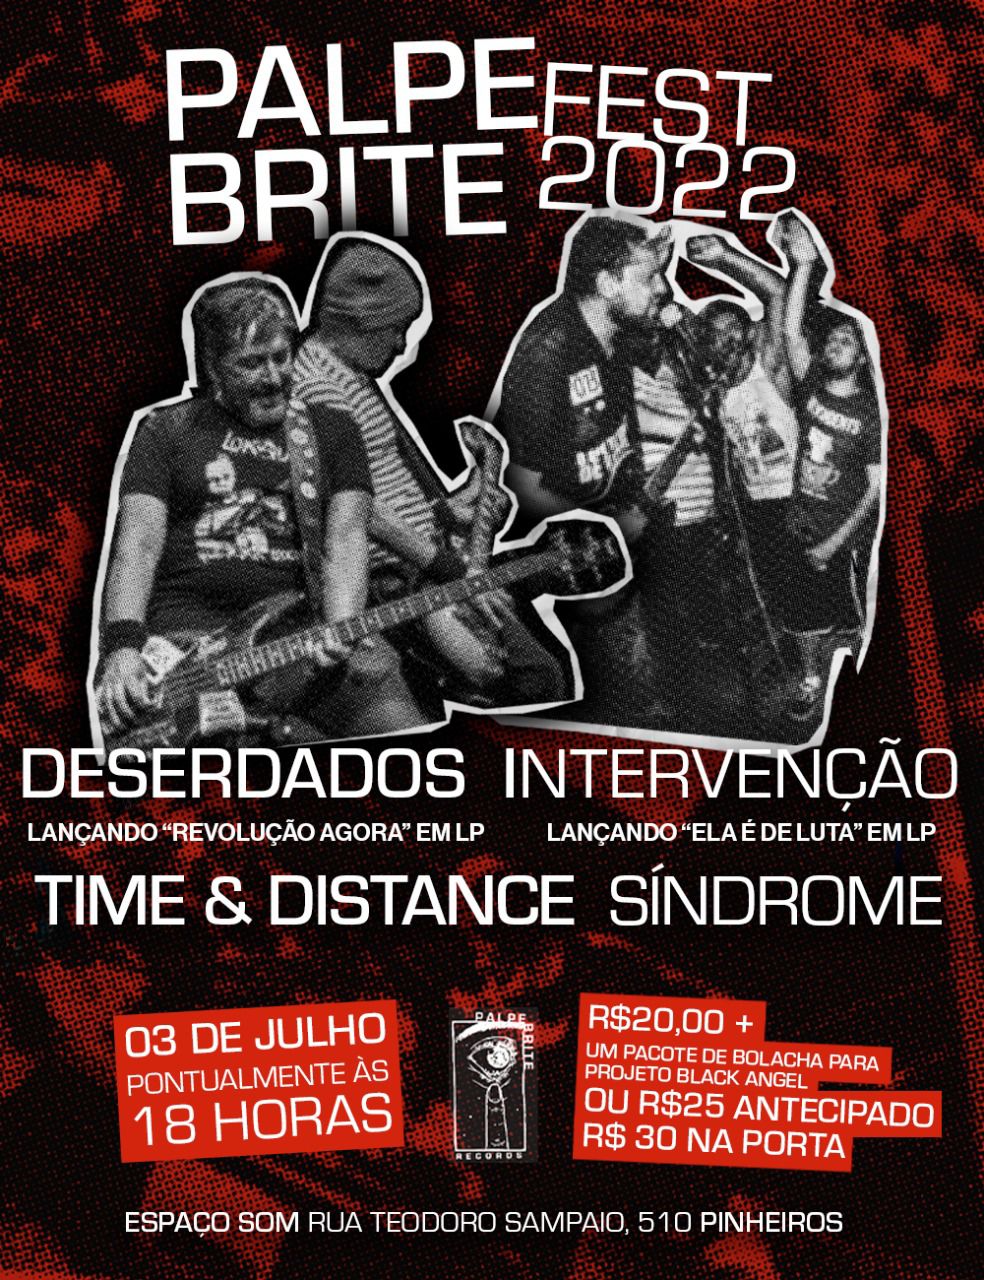 PALPE FEST
BRITE 2022
DESERDADOS INTERVENÇÃO
LANÇANDO “REVOLUÇÃO AGORA” EM LP
LANÇANDO “ELA É DE LUTA” EM LP
TIME & DISTANCE SÍNDROME
03 DE JULHO
PONTUALMENTE ÀS
18 HORAS
PALPE
BRITE
RECORDS
R$20,00 +
UM PACOTE DE BOLACHA PARA
PROJETO BLACK ANGEL
OU R$25 ANTECIPADO
R$ 30 NA PORTA
ESPAÇO SOM RUA TEODORO SAMPAIO, 510 PINHEIROS